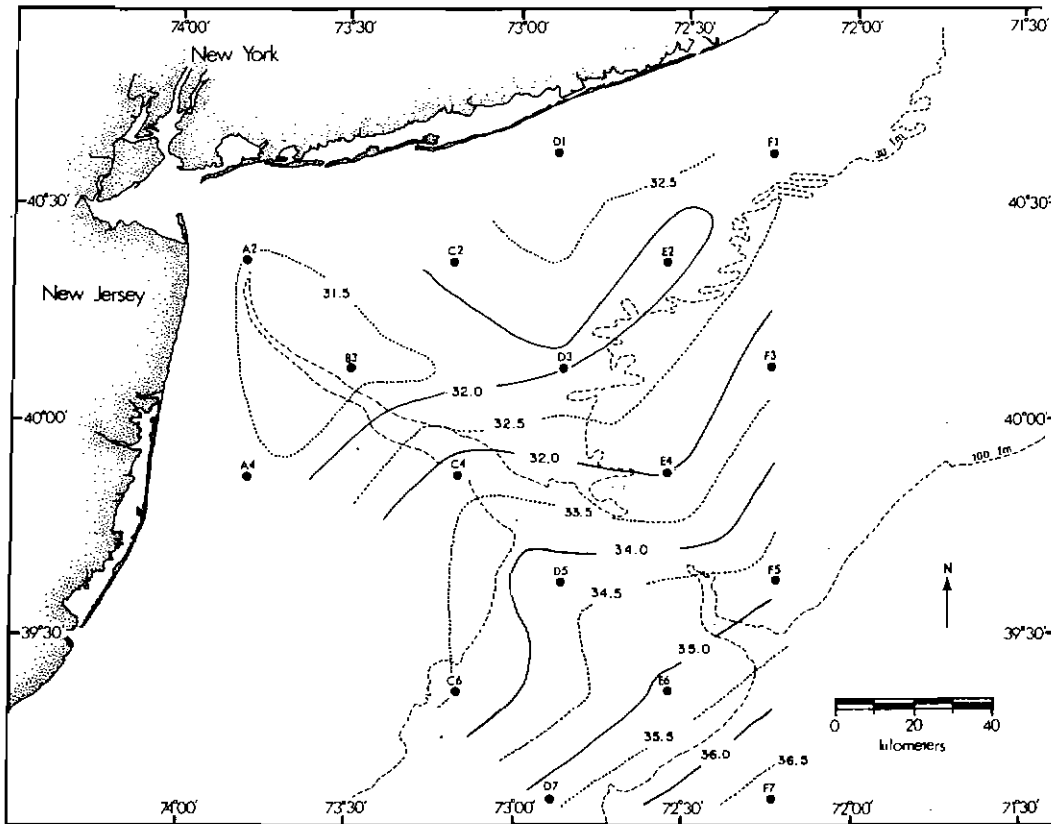 74°00' 73°30' 73°00' 72°30' 72°00' 71°30'
New York
D1 F1
30 fm
32.5
40°30' 40°30'
A2 C2 E2
31.5
New Jersey
B3 D3 F3
32.0
40°00' 40°00'
32.5
32.0
100 fm
A4 C4 E4
33.5
34.0
N
D5 F5
34.5
39°30' 39°30'
35.0
C6 E6
0 20 40
kilometers
35.5
36.0
36.5
D7 F7
74°00' 73°30' 73°00' 72°30' 72°00' 71°30'